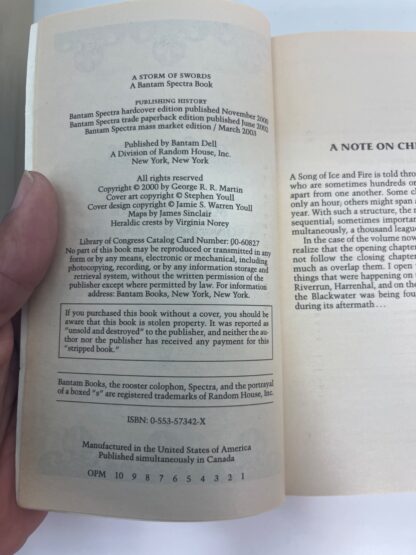 A STORM OF SWORDS
A Bantam Spectra Book
PUBLISHING HISTORY
Bantam Spectra hardcover edition published November 2000
Bantam Spectra trade paperback edition published June 2002
Bantam Spectra mass market edition / March 2003
Published by Bantam Dell
A Division of Random House, Inc.
New York, New York
All rights reserved
Copyright © 2000 by George R. R. Martin
Cover art copyright © Stephen Youll
Cover design copyright © Jamie S. Warren Youll
Maps by James Sinclair
Heraldic crests by Virginia Norey
Library of Congress Catalog Card Number: 00-60827
No part of this book may be reproduced or transmitted in any
form or by any means, electronic or mechanical, including
photocopying, recording, or by any information storage and
retrieval system, without the written permission of the
publisher except where permitted by law. For information
address: Bantam Books, New York, New York.
If you purchased this book without a cover, you should be
aware that this book is stolen property. It was reported as
"unsold and destroyed" to the publisher, and neither the au-
thor nor the publisher has received any payment for this
"stripped book."
Bantam Books, the rooster colophon, Spectra, and the portrayal
of a boxed "s" are registered trademarks of Random House, Inc.
ISBN: 0-553-57342-X
Manufactured in the United States of America
Published simultaneously in Canada
OPM 10 9 8 7 6 5 4 3 2 1
A NOTE ON CH
A Song of Ice and Fire is told thro
who are sometimes hundreds or
apart from one another. Some ch
only an hour; others might span a
year. With such a structure, the n
sequential; sometimes importan
multaneously, a thousand league
In the case of the volume now
realize that the opening chapter
not follow the closing chapter
much as overlap them. I open
things that were happening on
Riverrun, Harrenhal, and on the
the Blackwater was being fou
during its aftermath . . .